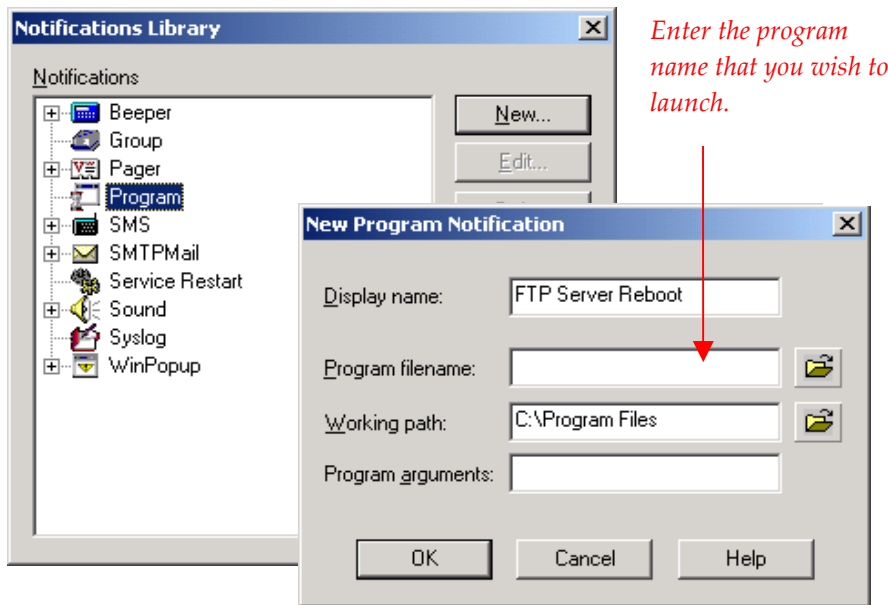 Notifications Library
Notifications
Beeper
Group
Pager
Program
SMS
SMTPMail
Service Restart
Sound
Syslog
WinPopup
New...
Edit...
Enter the program
name that you wish to
launch.
New Program Notification
Display name:
FTP Server Reboot
Program filename:
Working path:
C:\Program Files
Program arguments:
OK
Cancel
Help